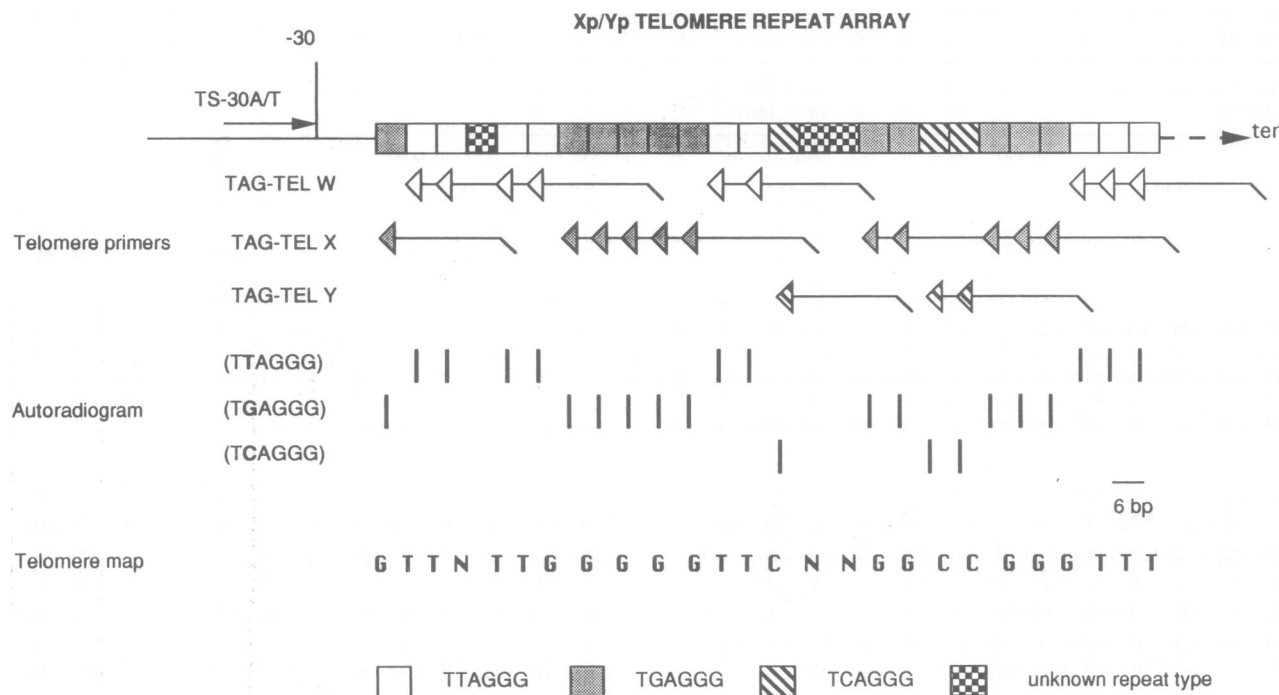 Xp/Yp TELOMERE REPEAT ARRAY
-30
TS-30A/T
ter
TAG-TEL W
Telomere primers
TAG-TEL X
TAG-TEL Y
(TTAGGG)
Autoradiogram
(TGAGGG)
(TCAGGG)
6 bp
Telomere map
G T T N T T G G G G G T T C N N G G C C G G G T T T
TTAGGG TGAGGG TCAGGG unknown repeat type